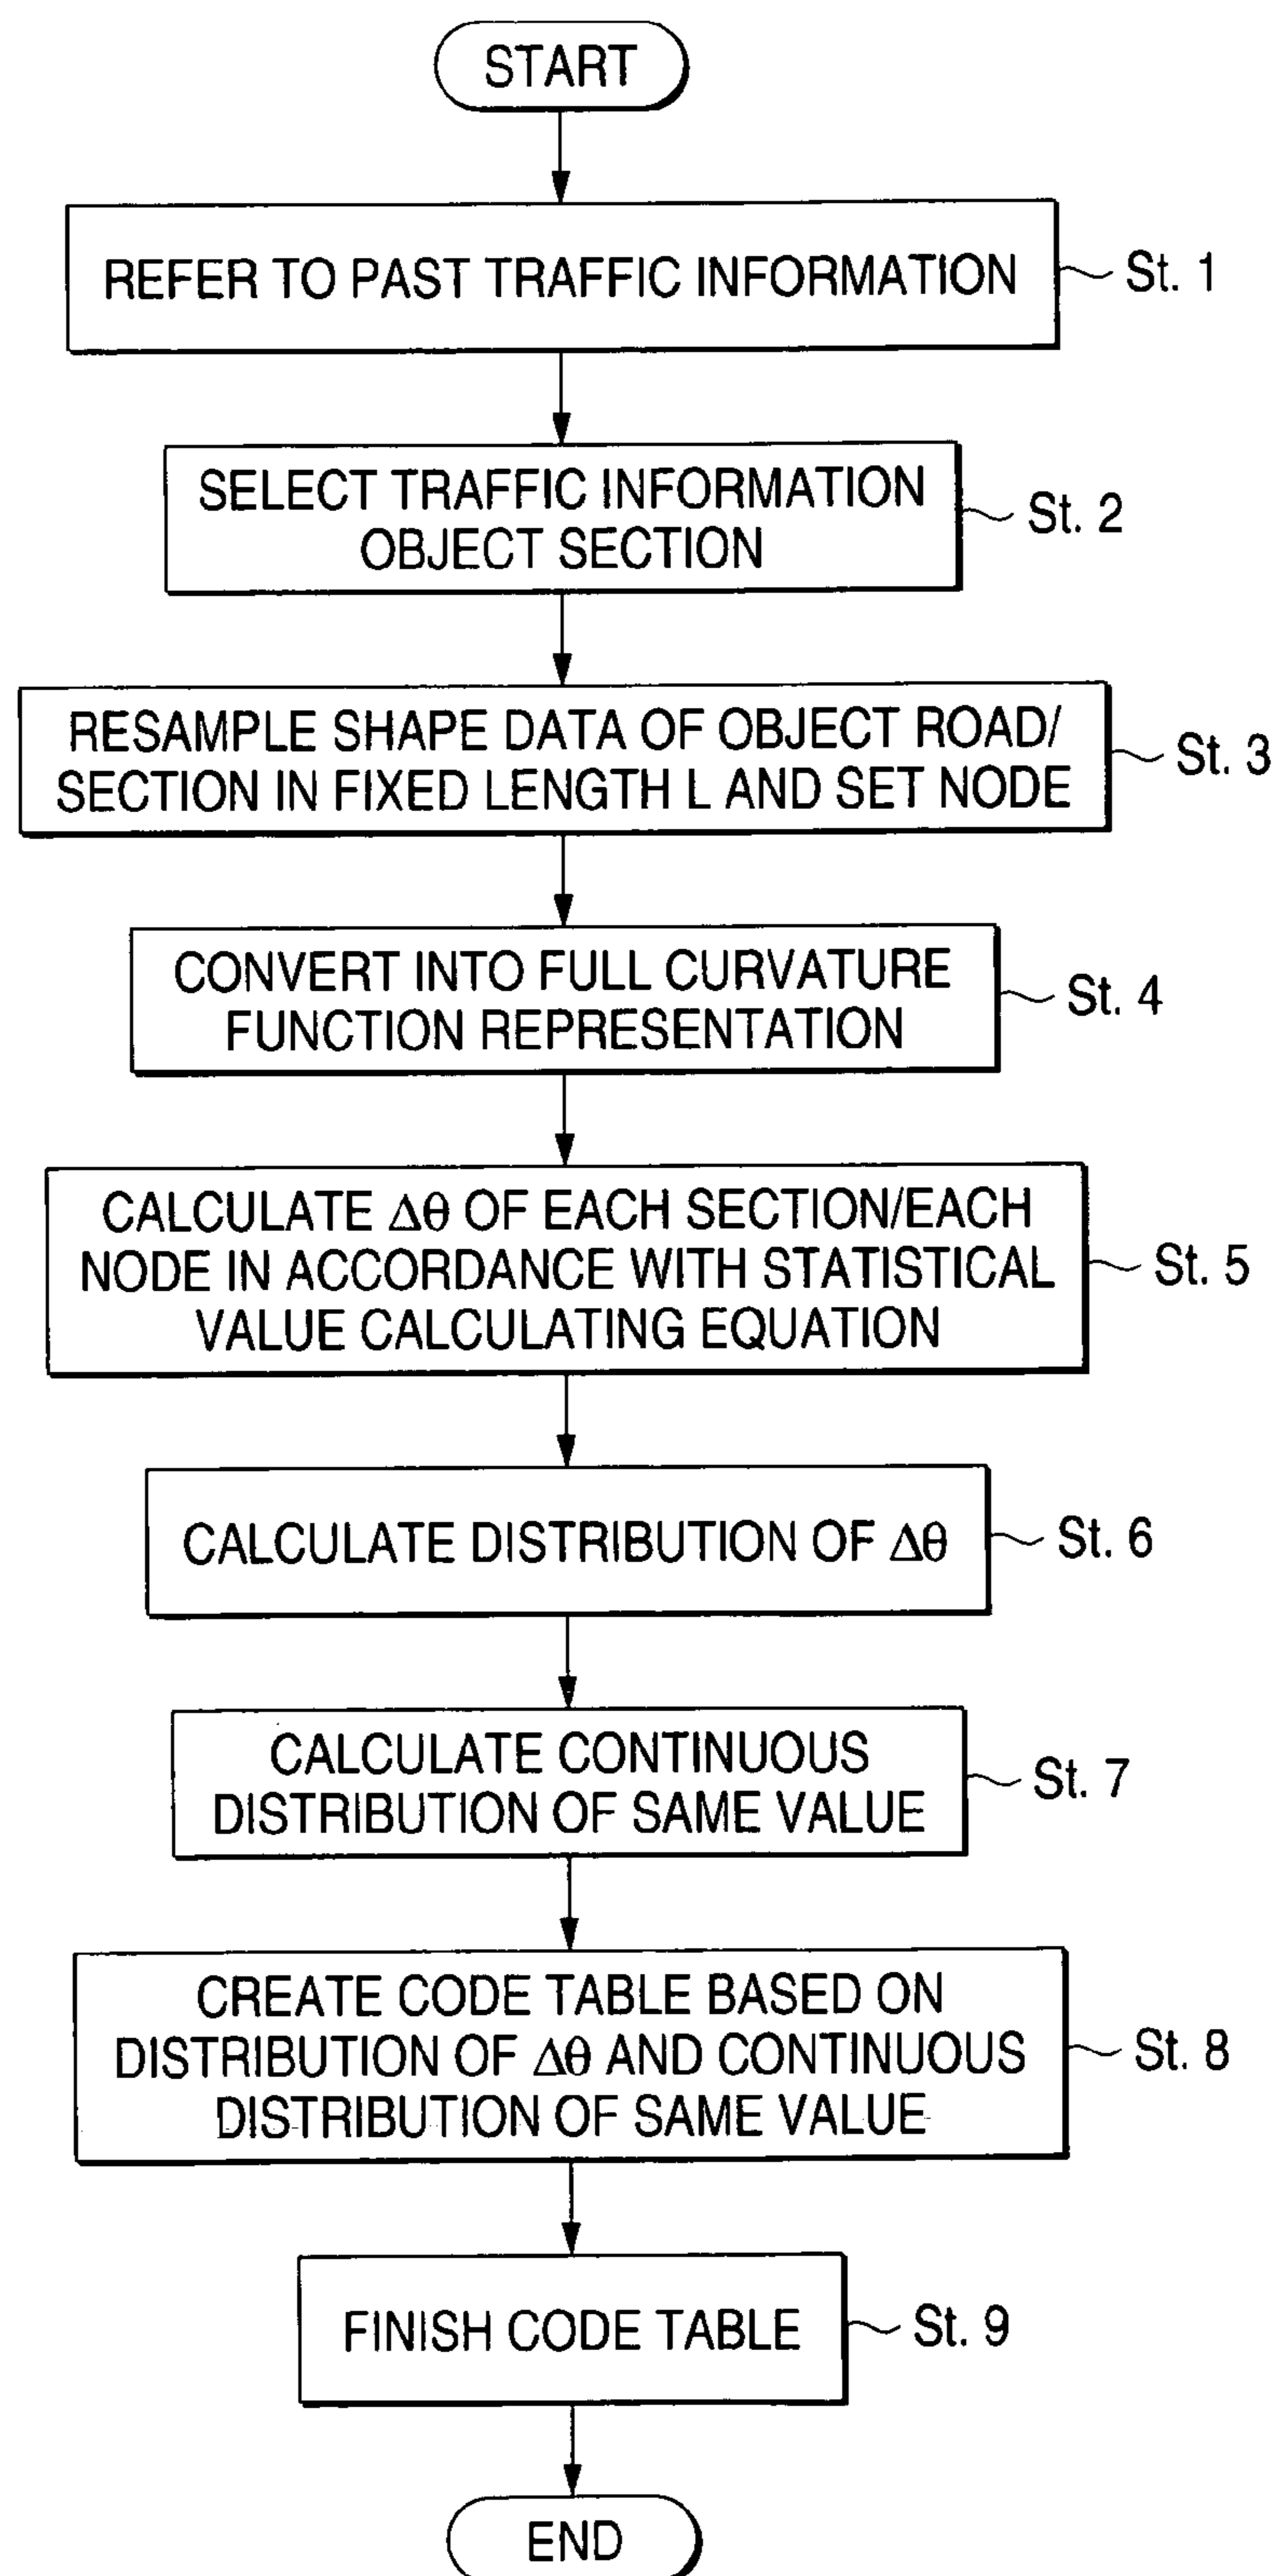 START
REFER TO PAST TRAFFIC INFORMATION
St. 1
SELECT TRAFFIC INFORMATION
OBJECT SECTION
St. 2
RESAMPLE SHAPE DATA OF OBJECT ROAD/
SECTION IN FIXED LENGTH L AND SET NODE
St. 3
CONVERT INTO FULL CURVATURE
FUNCTION REPRESENTATION
St. 4
CALCULATE Δθ OF EACH SECTION/EACH
NODE IN ACCORDANCE WITH STATISTICAL
VALUE CALCULATING EQUATION
St. 5
CALCULATE DISTRIBUTION OF Δθ
St. 6
CALCULATE CONTINUOUS
DISTRIBUTION OF SAME VALUE
St. 7
CREATE CODE TABLE BASED ON
DISTRIBUTION OF Δθ AND CONTINUOUS
DISTRIBUTION OF SAME VALUE
St. 8
FINISH CODE TABLE
St. 9
END